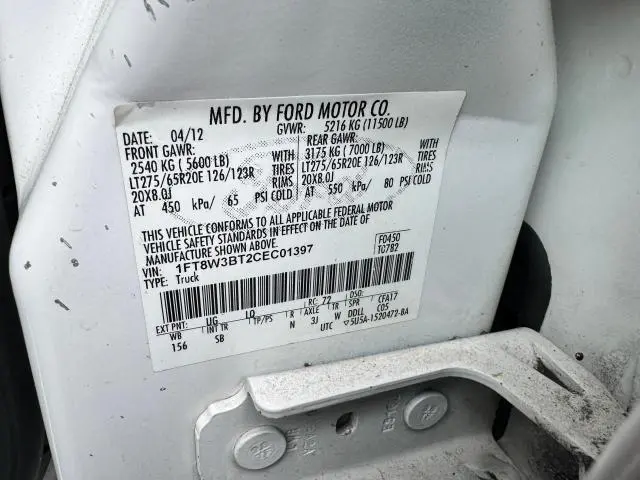 MFD. BY FORD MOTOR CO.
DATE: 04/12 GVWR: 5216 KG (11500 LB)
FRONT GAWR: REAR GAWR:
2540 KG (5600 LB) WITH 3175 KG (7000 LB) WITH
LT275/65R20E 126/123R TIRES LT275/65R20E 126/123R TIRES
20X8.0J RIMS 20X8.0J RIMS
AT 450 kPa/ 65 PSI COLD AT 550 kPa/ 80 PSI COLD
THIS VEHICLE CONFORMS TO ALL APPLICABLE FEDERAL MOTOR
VEHICLE SAFETY STANDARDS IN EFFECT ON THE DATE OF
MANUFACTURE SHOWN ABOVE.
VIN: 1FT8W3BT2CEC01397 F0450
TYPE: Truck T07B2
EXT PNT: UG LQ RC: 72 DSO:
WB INT TR TP/PS R AXLE TR SPR CFA17
156 SB N 3J W DDLL C05
UTC ▽5U5A-1520472-BA